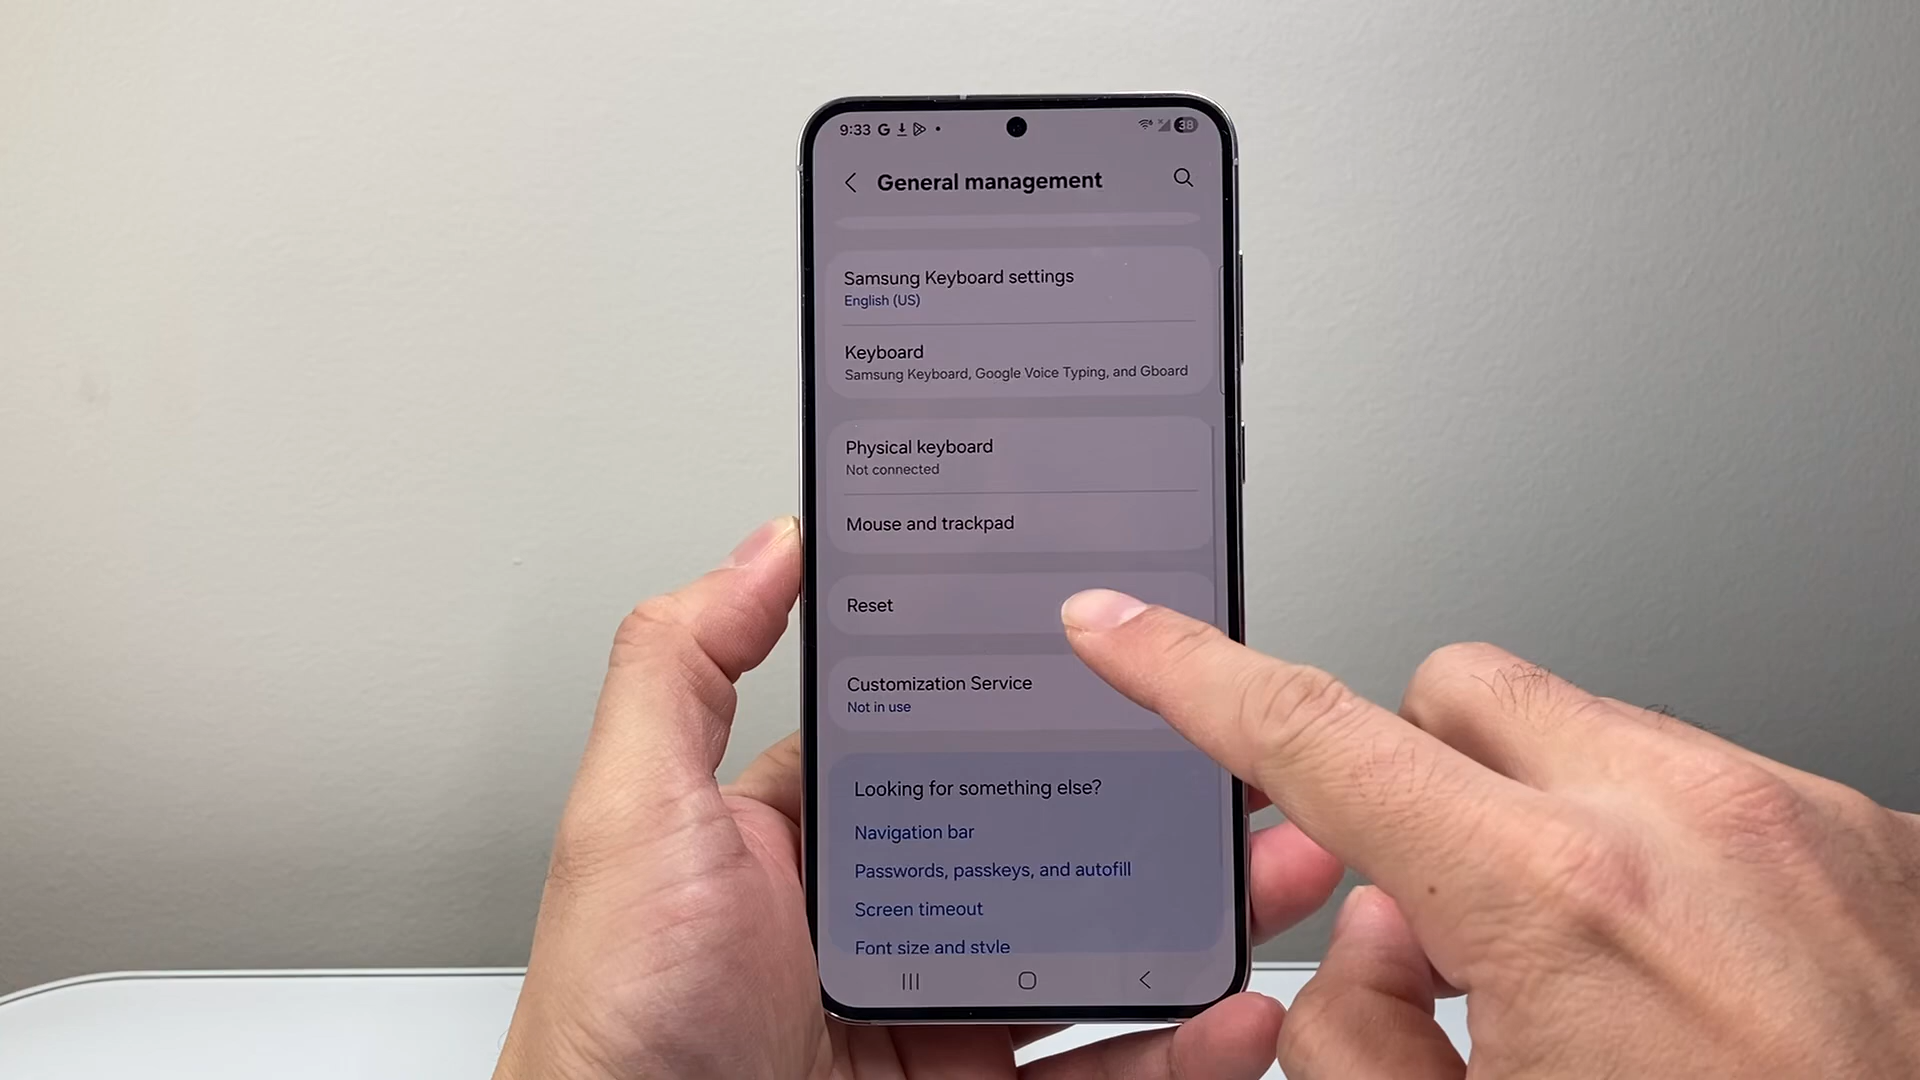 9:33 G
38
General management
Samsung Keyboard settings
English (US)
Keyboard
Samsung Keyboard, Google Voice Typing, and Gboard
Physical keyboard
Not connected
Mouse and trackpad
Reset
Customization Service
Not in use
Looking for something else?
Navigation bar
Passwords, passkeys, and autofill
Screen timeout
Font size and style